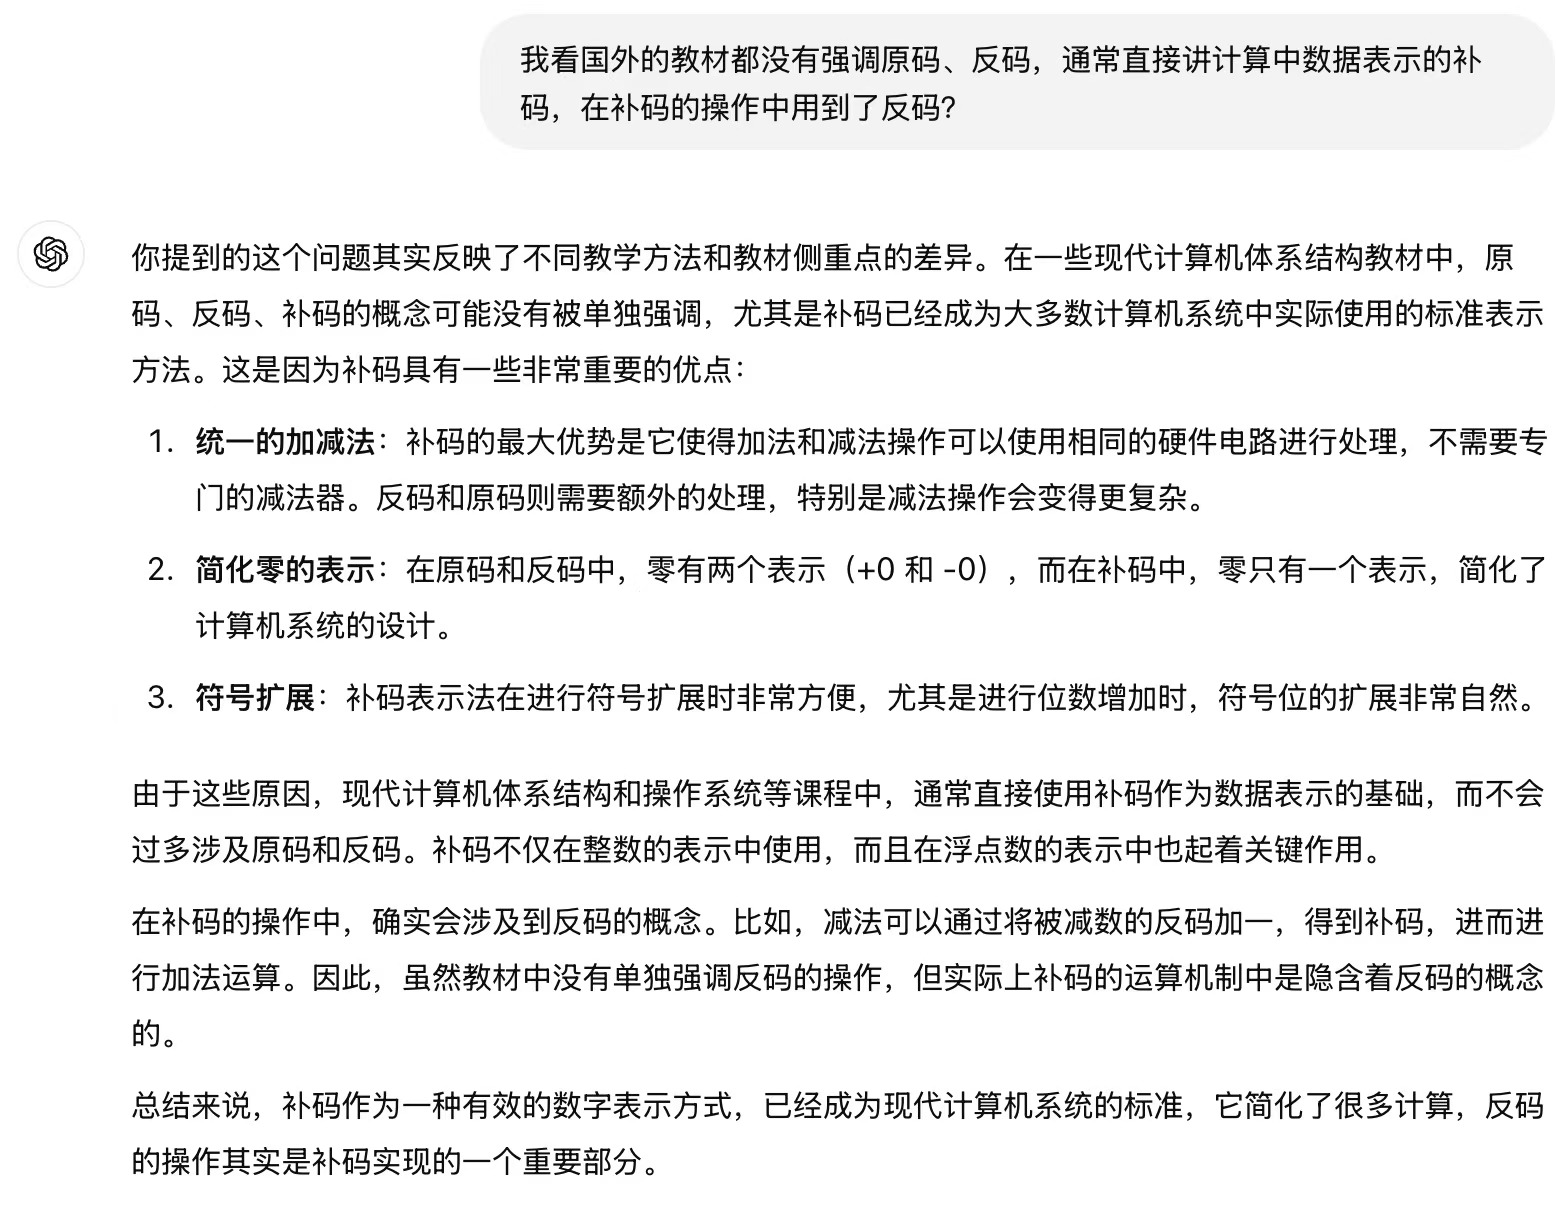 我看国外的教材都没有强调原码、反码，通常直接讲计算中数据表示的补
码，在补码的操作中用到了反码？
你提到的这个问题其实反映了不同教学方法和教材侧重点的差异。在一些现代计算机体系结构教材中，原
码、反码、补码的概念可能没有被单独强调，尤其是补码已经成为大多数计算机系统中实际使用的标准表示
方法。这是因为补码具有一些非常重要的优点：
1. 统一的加减法：补码的最大优势是它使得加法和减法操作可以使用相同的硬件电路进行处理，不需要专
门的减法器。反码和原码则需要额外的处理，特别是减法操作会变得更复杂。
2. 简化零的表示：在原码和反码中，零有两个表示（+0 和 -0），而在补码中，零只有一个表示，简化了
计算机系统的设计。
3. 符号扩展：补码表示法在进行符号扩展时非常方便，尤其是进行位数增加时，符号位的扩展非常自然。
由于这些原因，现代计算机体系结构和操作系统等课程中，通常直接使用补码作为数据表示的基础，而不会
过多涉及原码和反码。补码不仅在整数的表示中使用，而且在浮点数的表示中也起着关键作用。
在补码的操作中，确实会涉及到反码的概念。比如，减法可以通过将被减数的反码加一，得到补码，进而进
行加法运算。因此，虽然教材中没有单独强调反码的操作，但实际上补码的运算机制中是隐含着反码的概念
的。
总结来说，补码作为一种有效的数字表示方式，已经成为现代计算机系统的标准，它简化了很多计算，反码
的操作其实是补码实现的一个重要部分。